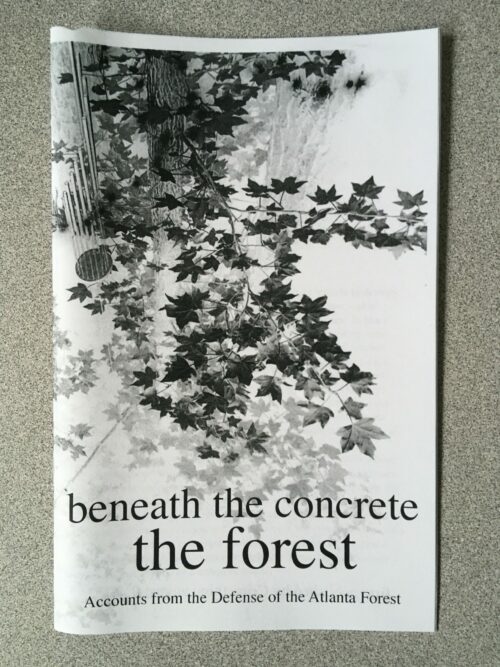 beneath the concrete
the forest
Accounts from the Defense of the Atlanta Forest